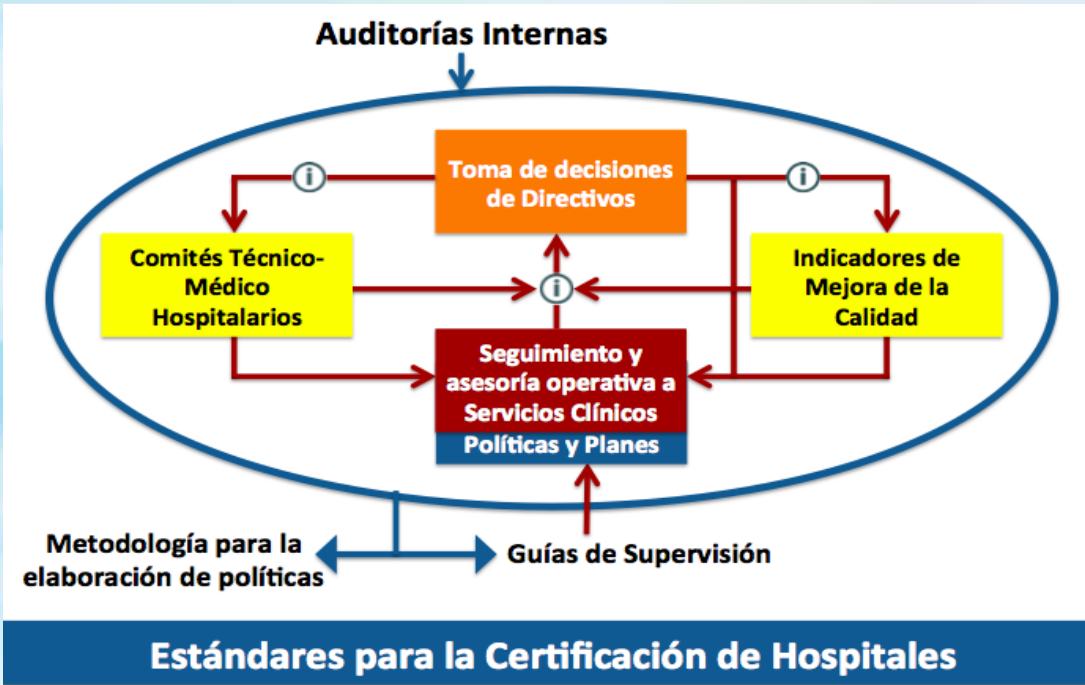 Auditorías Internas
Toma de decisiones
de Directivos
i
i
Comités Técnico-
Médico
Hospitalarios
i
Indicadores de
Mejora de la
Calidad
Seguimiento y
asesoría operativa a
Servicios Clínicos
Políticas y Planes
Metodología para la
elaboración de políticas
Guías de Supervisión
Estándares para la Certificación de Hospitales